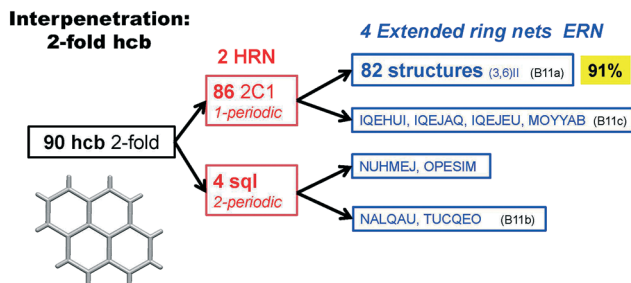 Interpenetration:
2-fold hcb
4 Extended ring nets ERN
2 HRN
82 structures (3,6)II (B11a)
91%
86 2C1
1-periodic
IQEHUI, IQEJAQ, IQEJEU, MOYYAB (B11c)
90 hcb 2-fold
4 sql
2-periodic
NUHMEJ, OPESIM
NALQAU, TUCQEO (B11b)